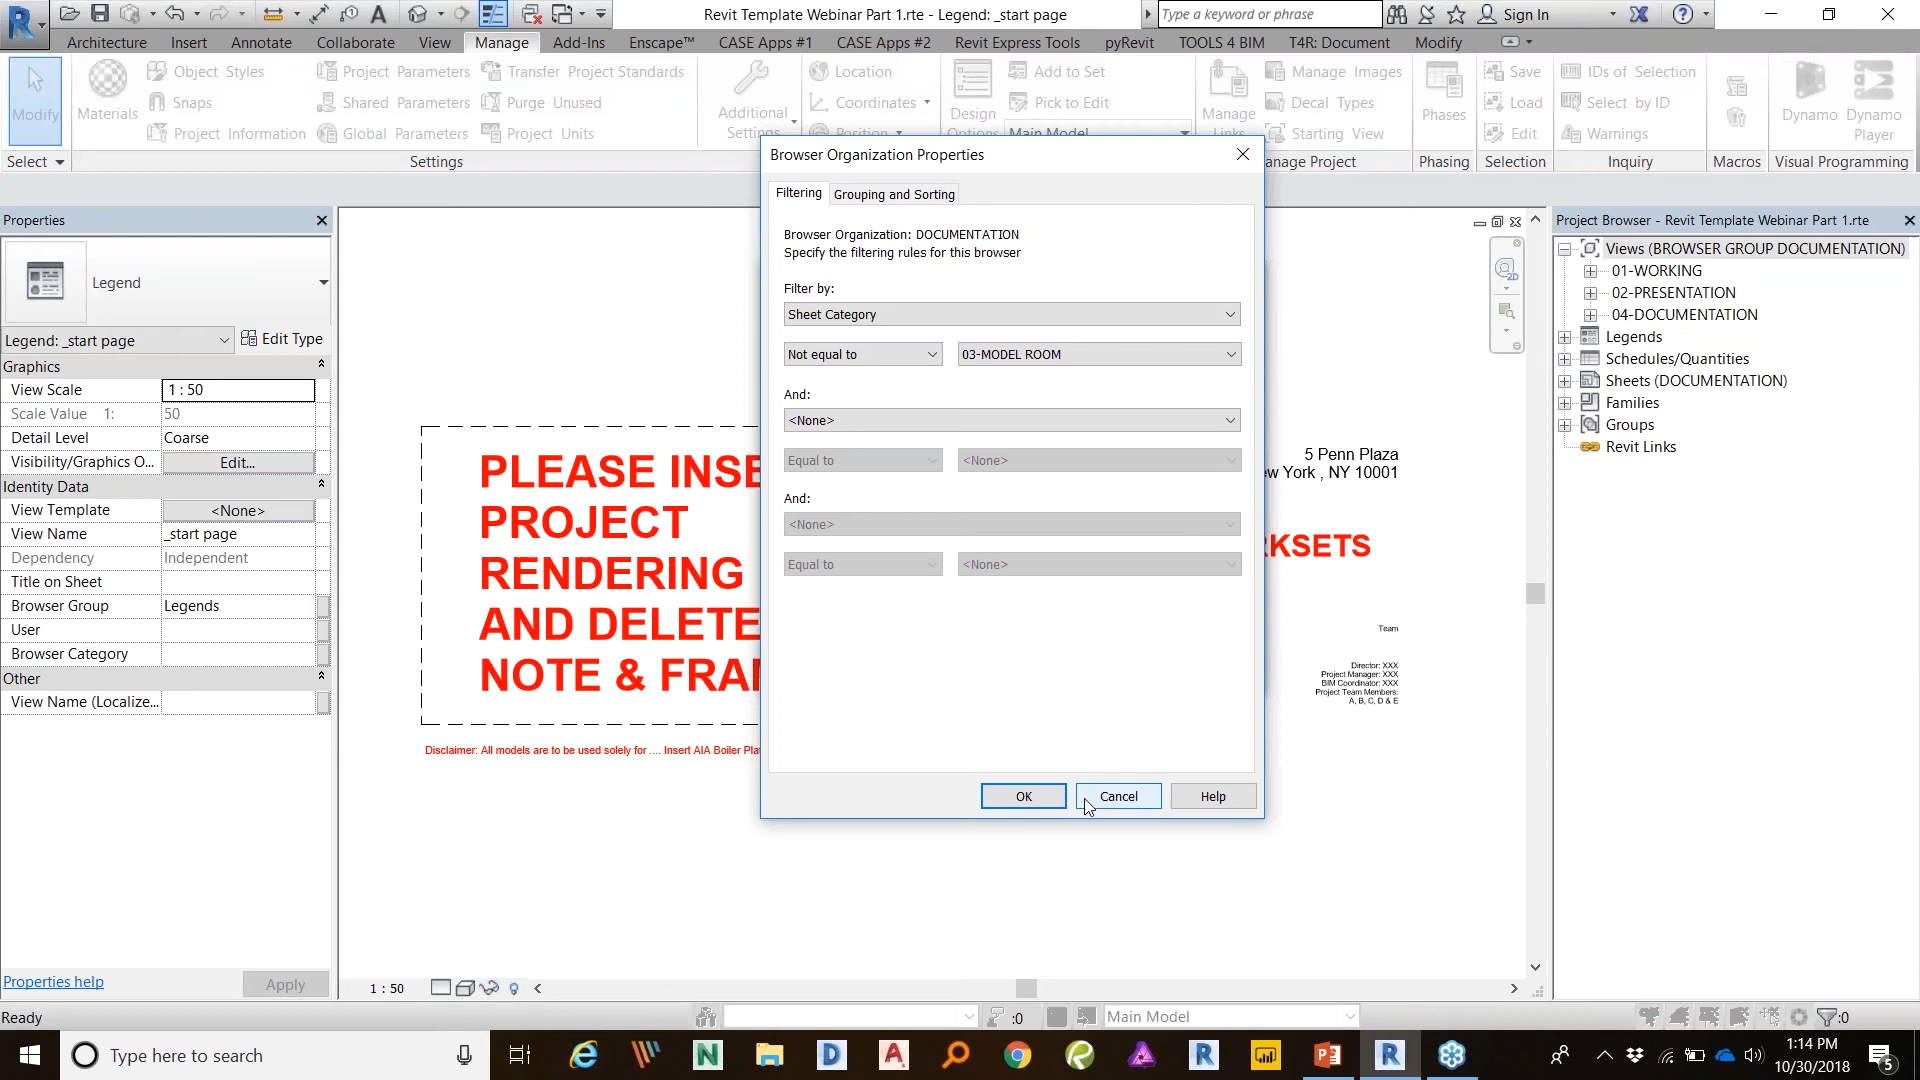 Revit Template Webinar Part 1.rte - Legend: _start page
Type a keyword or phrase
Sign In
Architecture Insert Annotate Collaborate View Manage Add-Ins Enscape™ CASE Apps #1 CASE Apps #2 Revit Express Tools pyRevit TOOLS 4 BIM T4R: Document Modify
Modify
Materials
Object Styles
Snaps
Project Information
Project Parameters
Shared Parameters
Global Parameters
Transfer Project Standards
Purge Unused
Project Units
Additional
Settings
Location
Coordinates
Position
Design
Options
Add to Set
Pick to Edit
Main Model
Manage
Links
Manage Images
Decal Types
Starting View
Phases
Save
Load
Edit
IDs of Selection
Select by ID
Warnings
Dynamo
Dynamo
Player
Select
Settings
anage Project
Phasing
Selection
Inquiry
Macros
Visual Programming
Properties
Legend
Legend: _start page
Edit Type
Graphics
View Scale 1 : 50
Scale Value 1: 50
Detail Level Coarse
Visibility/Graphics O... Edit...
Identity Data
View Template <None>
View Name _start page
Dependency Independent
Title on Sheet
Browser Group Legends
User
Browser Category
Other
View Name (Localize...
Properties help
Apply
PLEASE INSE
PROJECT
RENDERING
AND DELETE
NOTE & FRA
Disclaimer: All models are to be used solely for .... Insert AIA Boiler Pla
Browser Organization Properties
Filtering
Grouping and Sorting
Browser Organization: DOCUMENTATION
Specify the filtering rules for this browser
Filter by:
Sheet Category
Not equal to 03-MODEL ROOM
And:
<None>
Equal to <None>
And:
<None>
Equal to <None>
OK
Cancel
Help
5 Penn Plaza
ew York , NY 10001
RKSETS
Team
Director: XXX
Project Manager: XXX
BIM Coordinator: XXX
Project Team Members:
A, B, C, D & E
2D
Project Browser - Revit Template Webinar Part 1.rte
Views (BROWSER GROUP DOCUMENTATION)
01-WORKING
02-PRESENTATION
04-DOCUMENTATION
Legends
Schedules/Quantities
Sheets (DOCUMENTATION)
Families
Groups
Revit Links
1 : 50
Ready
:0
Main Model
:0
Type here to search
1:14 PM
10/30/2018
5